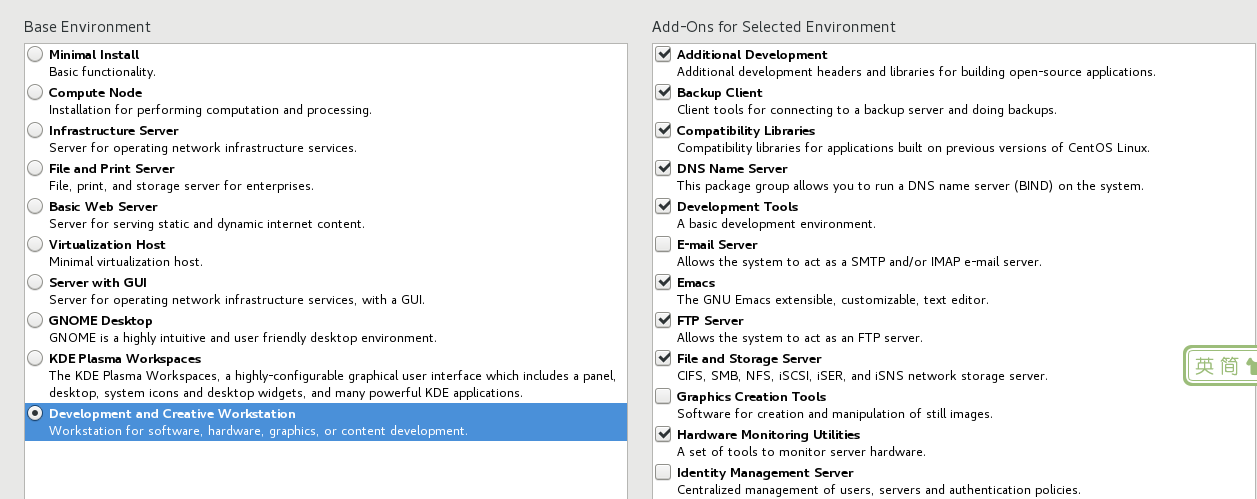 Base Environment
Minimal Install
Basic functionality.
Compute Node
Installation for performing computation and processing.
Infrastructure Server
Server for operating network infrastructure services.
File and Print Server
File, print, and storage server for enterprises.
Basic Web Server
Server for serving static and dynamic internet content.
Virtualization Host
Minimal virtualization host.
Server with GUI
Server for operating network infrastructure services, with a GUI.
GNOME Desktop
GNOME is a highly intuitive and user friendly desktop environment.
KDE Plasma Workspaces
The KDE Plasma Workspaces, a highly-configurable graphical user interface which includes a panel,
desktop, system icons and desktop widgets, and many powerful KDE applications.
Development and Creative Workstation
Workstation for software, hardware, graphics, or content development.
Add-Ons for Selected Environment
Additional Development
Additional development headers and libraries for building open-source applications.
Backup Client
Client tools for connecting to a backup server and doing backups.
Compatibility Libraries
Compatibility libraries for applications built on previous versions of CentOS Linux.
DNS Name Server
This package group allows you to run a DNS name server (BIND) on the system.
Development Tools
A basic development environment.
E-mail Server
Allows the system to act as a SMTP and/or IMAP e-mail server.
Emacs
The GNU Emacs extensible, customizable, text editor.
FTP Server
Allows the system to act as an FTP server.
File and Storage Server
CIFS, SMB, NFS, iSCSI, iSER, and iSNS network storage server.
Graphics Creation Tools
Software for creation and manipulation of still images.
Hardware Monitoring Utilities
A set of tools to monitor server hardware.
Identity Management Server
Centralized management of users, servers and authentication policies.
英 简